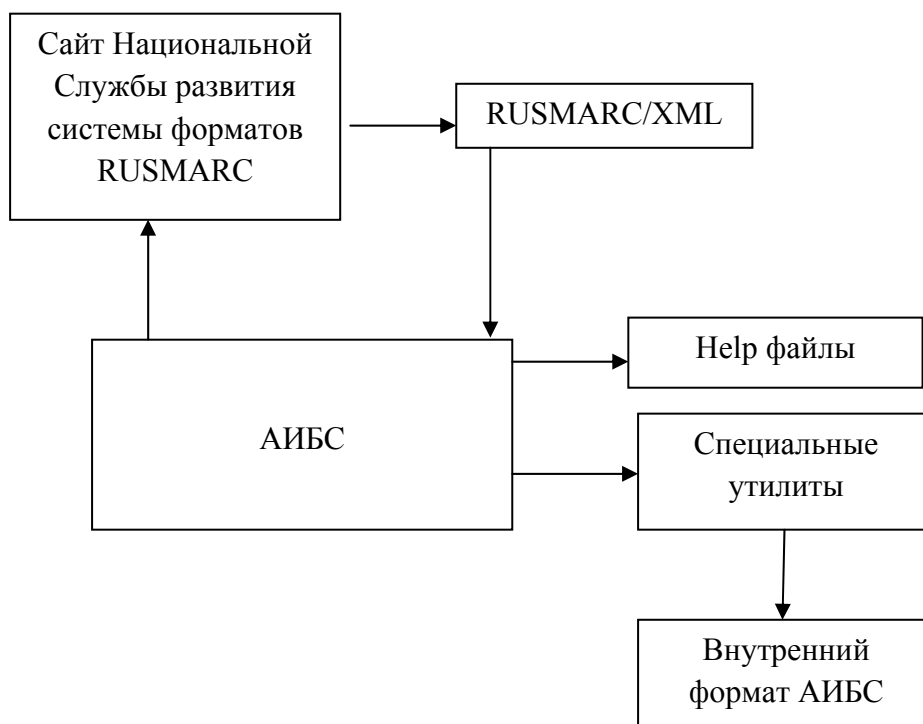 Сайт Национальной
Службы развития
системы форматов
RUSMARC
RUSMARC/XML
Help файлы
АИБС
Специальные
утилиты
Внутренний
формат АИБС